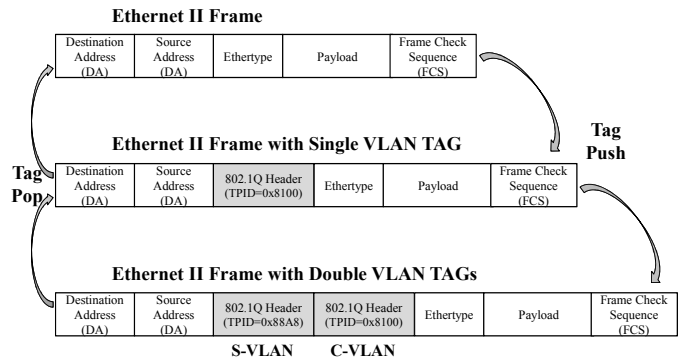 Ethernet II Frame
Destination
Address
(DA)
Source
Address
(DA)
Ethertype
Payload
Frame Check
Sequence
(FCS)
Ethernet II Frame with Single VLAN TAG
Tag
Push
Tag
Pop
Destination
Address
(DA)
Source
Address
(DA)
802.1Q Header
(TPID=0x8100)
Ethertype
Payload
Frame Check
Sequence
(FCS)
Ethernet II Frame with Double VLAN TAGs
Destination
Address
(DA)
Source
Address
(DA)
802.1Q Header
(TPID=0x88A8)
802.1Q Header
(TPID=0x8100)
Ethertype
Payload
Frame Check
Sequence
(FCS)
S-VLAN
C-VLAN